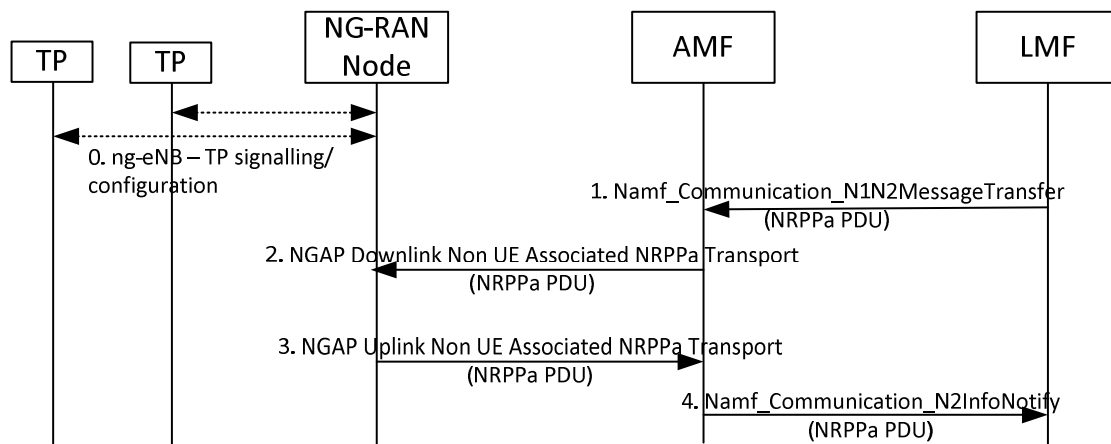 TP
TP
NG-RAN
Node
AMF
LMF
0. ng-eNB – TP signalling/
configuration
1. Namf_Communication_N1N2MessageTransfer
(NRPPa PDU)
2. NGAP Downlink Non UE Associated NRPPa Transport
(NRPPa PDU)
3. NGAP Uplink Non UE Associated NRPPa Transport
(NRPPa PDU)
4. Namf_Communication_N2InfoNotify
(NRPPa PDU)